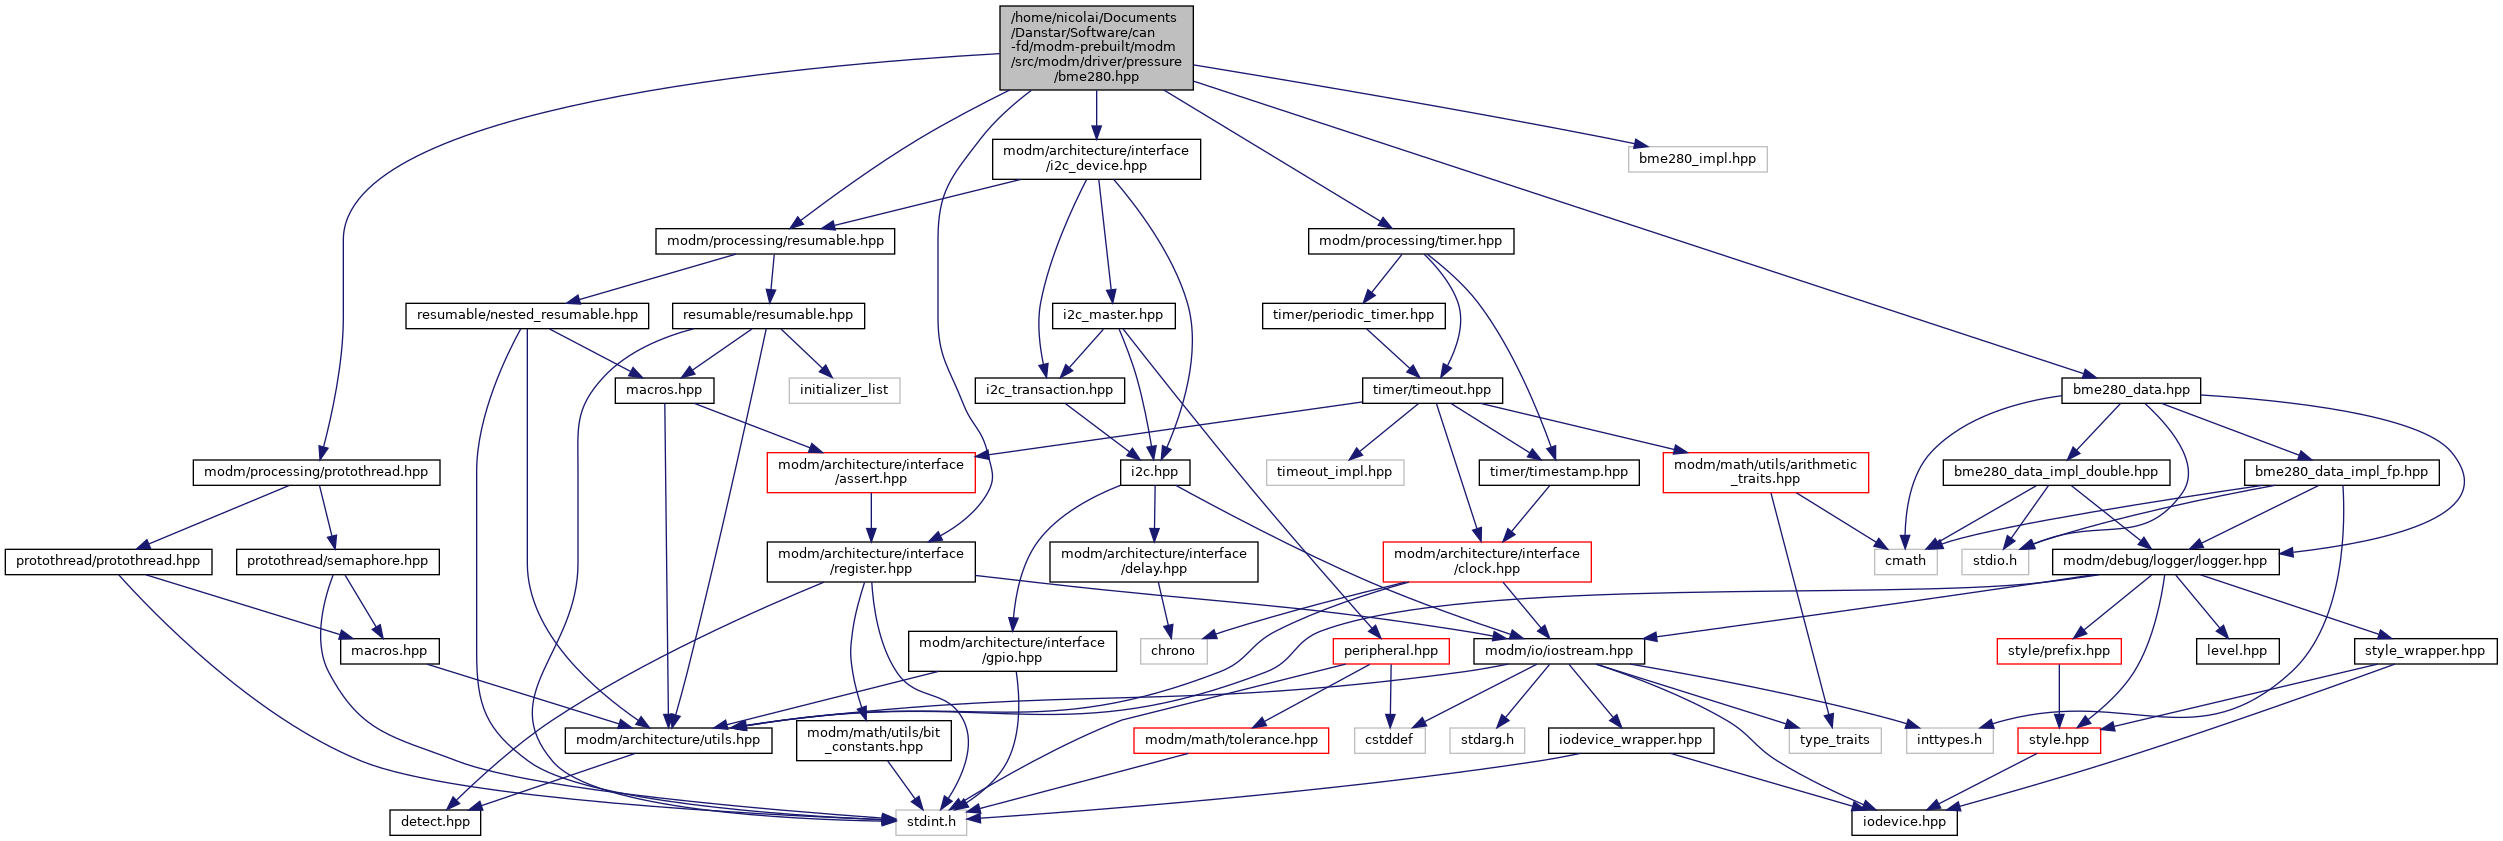 /home/nicolai/Documents
/Danstar/Software/can
-fd/modm-prebuilt/modm
/src/modm/driver/pressure
/bme280.hpp
modm/architecture/interface
/i2c_device.hpp
bme280_impl.hpp
modm/processing/resumable.hpp
modm/processing/timer.hpp
resumable/nested_resumable.hpp
resumable/resumable.hpp
i2c_master.hpp
timer/periodic_timer.hpp
macros.hpp
initializer_list
i2c_transaction.hpp
timer/timeout.hpp
bme280_data.hpp
modm/processing/protothread.hpp
modm/architecture/interface
/assert.hpp
i2c.hpp
timeout_impl.hpp
timer/timestamp.hpp
modm/math/utils/arithmetic
_traits.hpp
bme280_data_impl_double.hpp
bme280_data_impl_fp.hpp
protothread/protothread.hpp
protothread/semaphore.hpp
modm/architecture/interface
/register.hpp
modm/architecture/interface
/delay.hpp
modm/architecture/interface
/clock.hpp
cmath
stdio.h
modm/debug/logger/logger.hpp
macros.hpp
modm/architecture/interface
/gpio.hpp
chrono
peripheral.hpp
modm/io/iostream.hpp
style/prefix.hpp
level.hpp
style_wrapper.hpp
modm/architecture/utils.hpp
modm/math/utils/bit
_constants.hpp
modm/math/tolerance.hpp
cstddef
stdarg.h
iodevice_wrapper.hpp
type_traits
inttypes.h
style.hpp
detect.hpp
stdint.h
iodevice.hpp